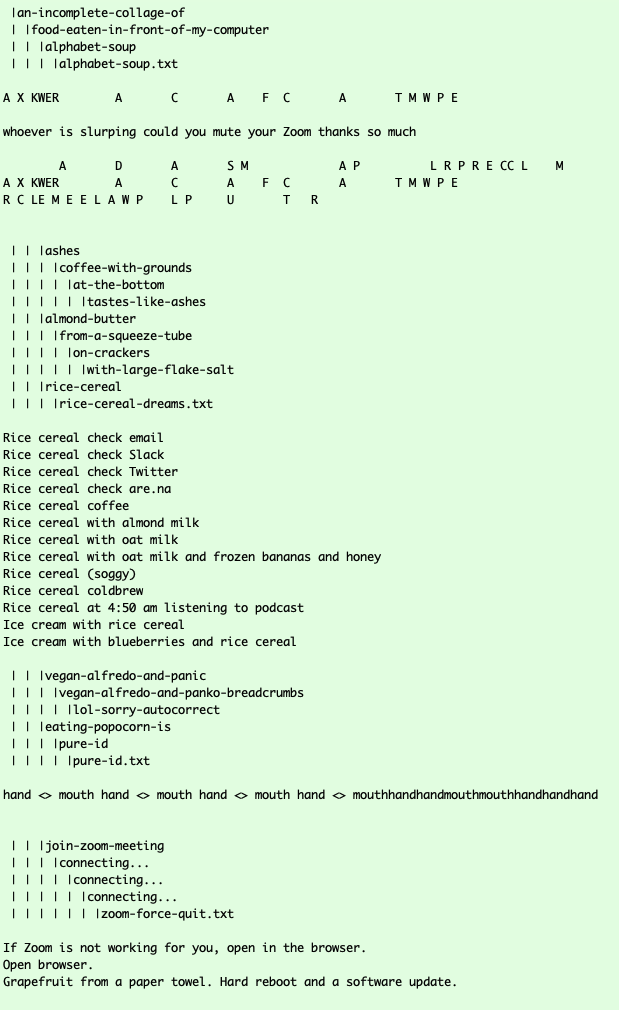 |an-incomplete-collage-of
| |food-eaten-in-front-of-my-computer
| | |alphabet-soup
| | | |alphabet-soup.txt
A X KWER        A       C       A    F  C       A       T M W P E
whoever is slurping could you mute your Zoom thanks so much
        A       D       A       S M             A P          L R P R E CC L    M
A X KWER        A       C       A    F  C       A       T M W P E
R C LE M E E L A W P    L P     U       T   R
| | |ashes
| | | |coffee-with-grounds
| | | | |at-the-bottom
| | | | | |tastes-like-ashes
| | |almond-butter
| | | |from-a-squeeze-tube
| | | | |on-crackers
| | | | | |with-large-flake-salt
| | |rice-cereal
| | | |rice-cereal-dreams.txt
Rice cereal check email
Rice cereal check Slack
Rice cereal check Twitter
Rice cereal check are.na
Rice cereal coffee
Rice cereal with almond milk
Rice cereal with oat milk
Rice cereal with oat milk and frozen bananas and honey
Rice cereal (soggy)
Rice cereal coldbrew
Rice cereal at 4:50 am listening to podcast
Ice cream with rice cereal
Ice cream with blueberries and rice cereal
| | |vegan-alfredo-and-panic
| | | |vegan-alfredo-and-panko-breadcrumbs
| | | | |lol-sorry-autocorrect
| | |eating-popocorn-is
| | | |pure-id
| | | | |pure-id.txt
hand <> mouth hand <> mouth hand <> mouth hand <> mouthhandhandmouthmouthhandhandhand
| | |join-zoom-meeting
| | | |connecting...
| | | | |connecting...
| | | | | |connecting...
| | | | | | |zoom-force-quit.txt
If Zoom is not working for you, open in the browser.
Open browser.
Grapefruit from a paper towel. Hard reboot and a software update.